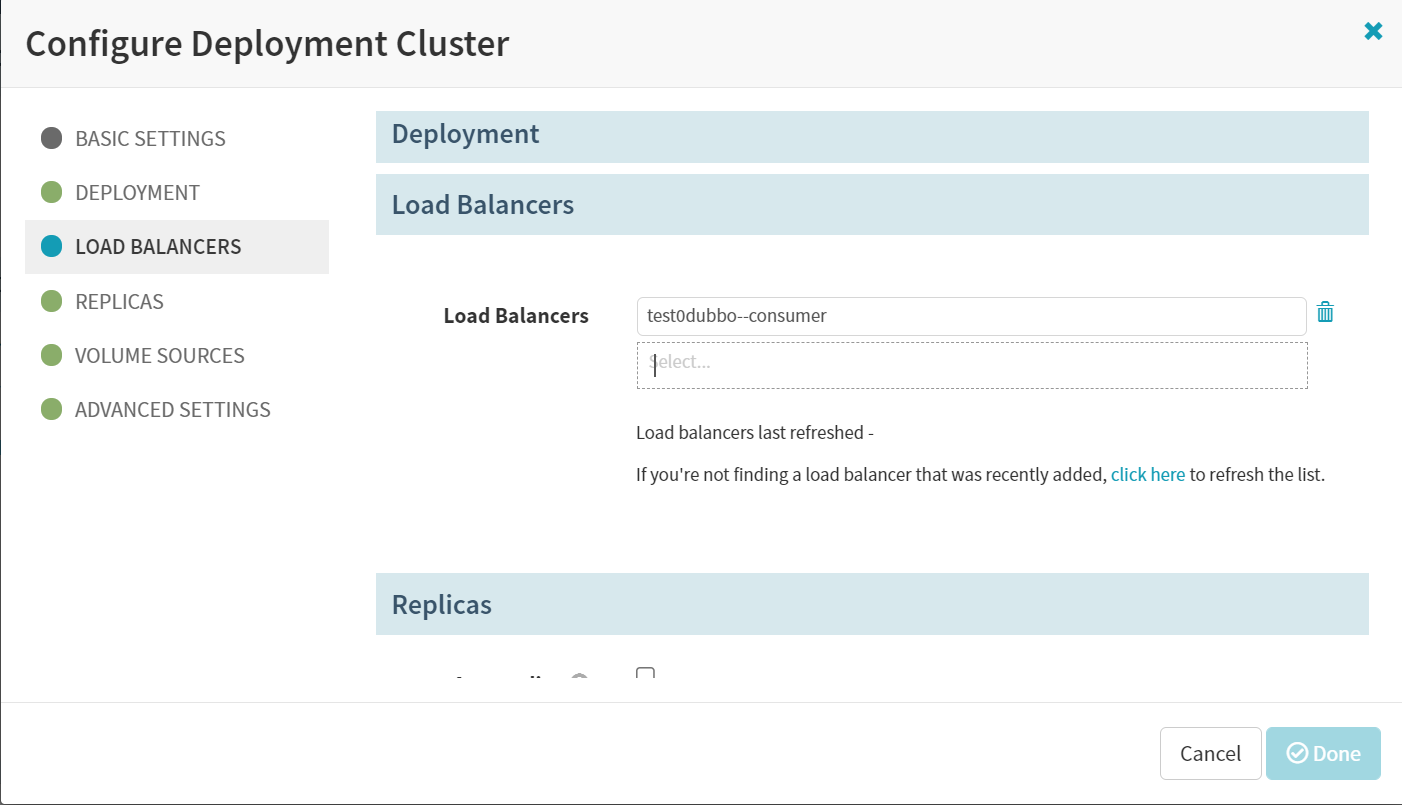 Configure Deployment Cluster
BASIC SETTINGS
DEPLOYMENT
LOAD BALANCERS
REPLICAS
VOLUME SOURCES
ADVANCED SETTINGS
Deployment
Load Balancers
Load Balancers
test0dubbo--consumer
Select...
Load balancers last refreshed -
If you're not finding a load balancer that was recently added, click here to refresh the list.
Replicas
Cancel
Done